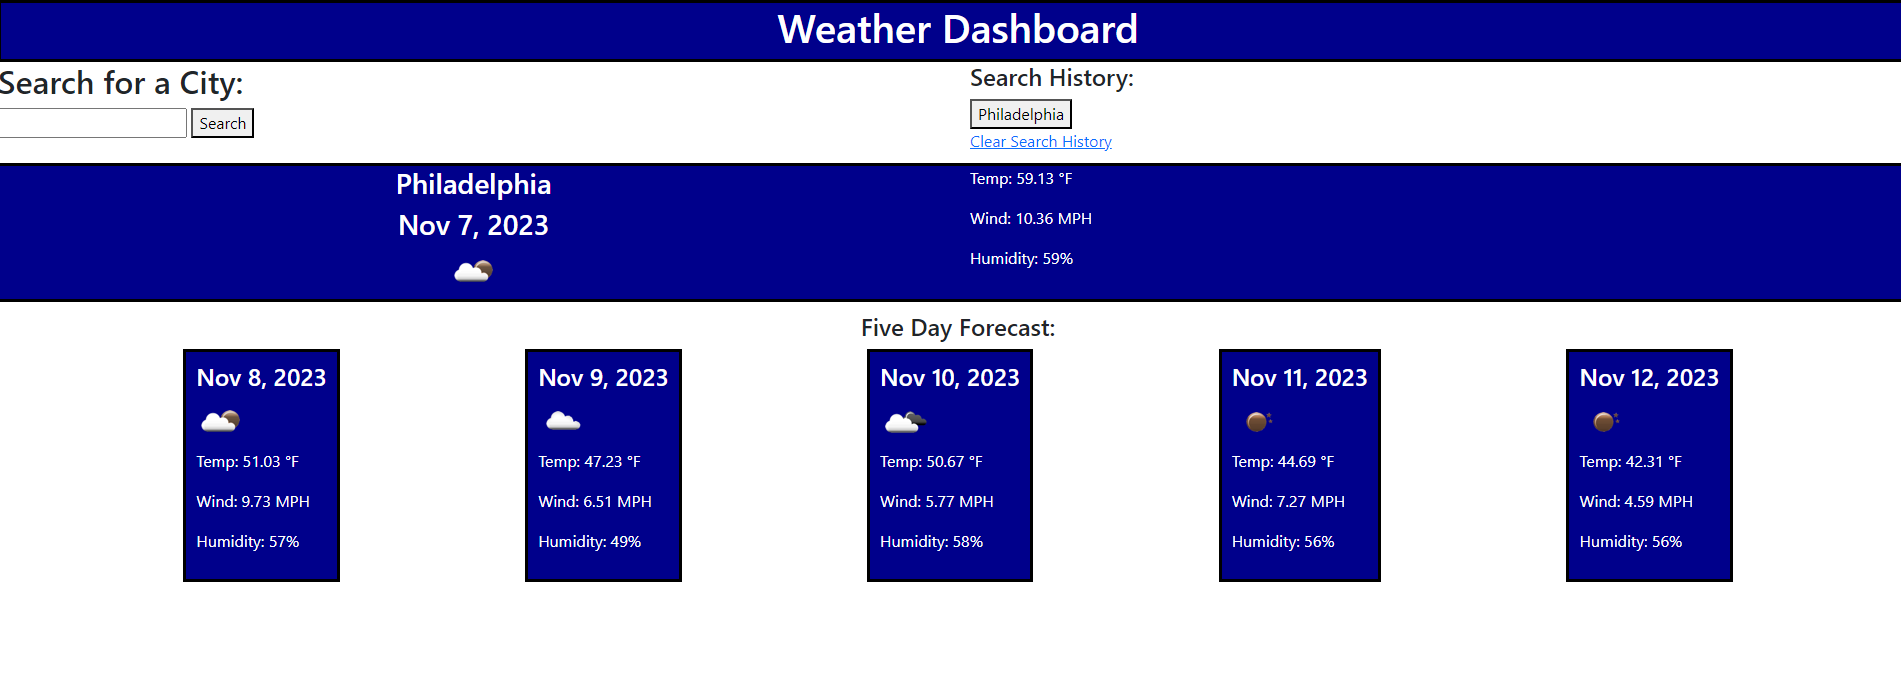 Weather Dashboard
Search for a City:
Search
Search History:
Philadelphia
Clear Search History
Philadelphia
Nov 7, 2023
Temp: 59.13 °F
Wind: 10.36 MPH
Humidity: 59%
Five Day Forecast:
Nov 8, 2023
Temp: 51.03 °F
Wind: 9.73 MPH
Humidity: 57%
Nov 9, 2023
Temp: 47.23 °F
Wind: 6.51 MPH
Humidity: 49%
Nov 10, 2023
Temp: 50.67 °F
Wind: 5.77 MPH
Humidity: 58%
Nov 11, 2023
Temp: 44.69 °F
Wind: 7.27 MPH
Humidity: 56%
Nov 12, 2023
Temp: 42.31 °F
Wind: 4.59 MPH
Humidity: 56%